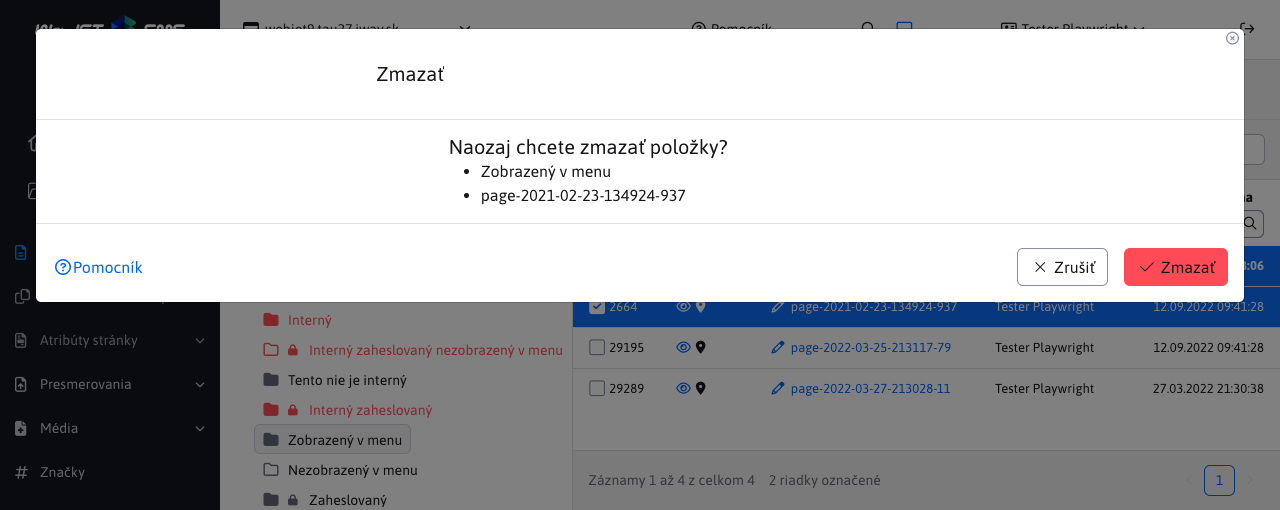 Zmazať
Naozaj chcete zmazať položky?
Zobrazený v menu
page-2021-02-23-134924-937
Pomocník
Zrušiť
Zmazať
Interný
2664 page-2021-02-23-134924-937 Tester Playwright 12.09.2022 09:41:28
Interný zaheslovaný nezobrazený v menu
29195 page-2022-03-25-213117-79 Tester Playwright 12.09.2022 09:41:28
Atribúty stránky
Tento nie je interný
29289 page-2022-03-27-213028-11 Tester Playwright 27.03.2022 21:30:38
Presmerovania
Interný zaheslovaný
Média
Zobrazený v menu
Značky
Nezobrazený v menu
Záznamy 1 až 4 z celkom 4 2 riadky označené
1
Zaheslovaný